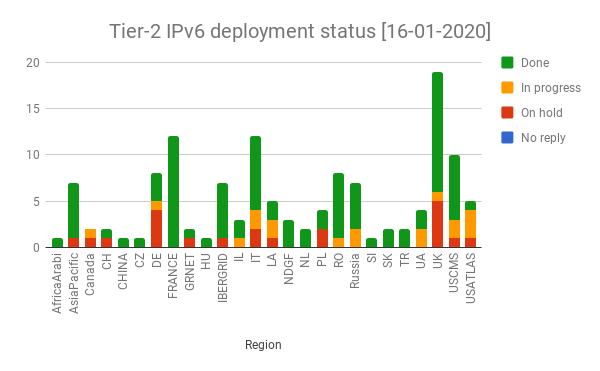 Tier-2 IPv6 deployment status [16-01-2020]
20
15
10
5
0
Done
In progress
On hold
No reply
AfricaArabi
AsiaPacific
Canada
CH
CHINA
CZ
DE
FRANCE
GRNET
HU
IBERGRID
IL
IT
LA
NDGF
NL
PL
RO
Russia
SI
SK
TR
UA
UK
USCMS
USATLAS
Region